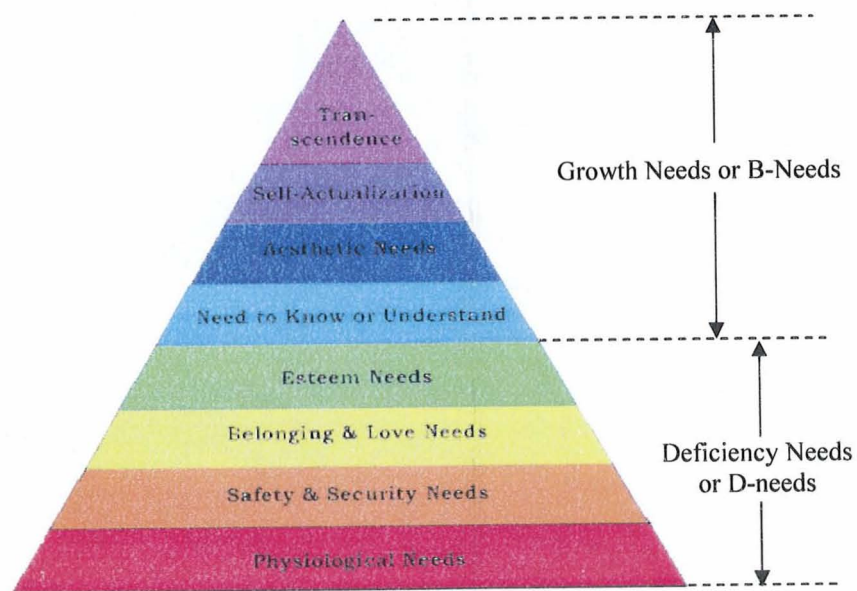 Tran-
scendence
Self-Actualization
Aesthetic Needs
Need to Know or Understand
Esteem Needs
Belonging & Love Needs
Safety & Security Needs
Physiological Needs
Growth Needs or B-Needs
Deficiency Needs
or D-needs